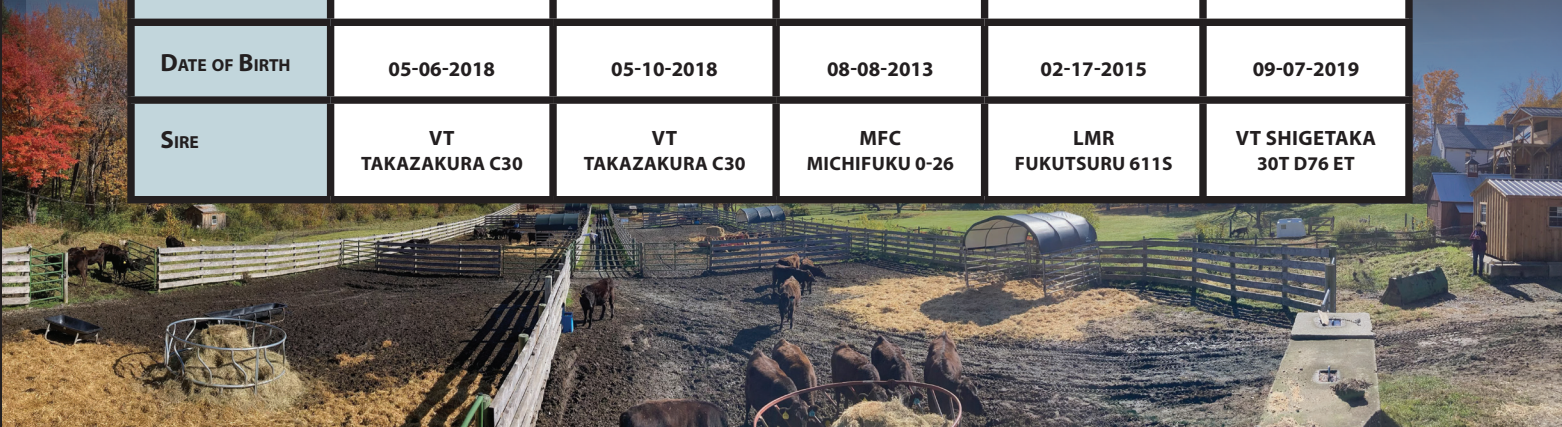 DATE OF BIRTH 05-06-2018 05-10-2018 08-08-2013 02-17-2015 09-07-2019
SIRE VT VT MFC LMR VT SHIGETAKA
TAKAZAKURA C30 TAKAZAKURA C30 MICHIFUKU 0-26 FUKUTSURU 611S 30T D76 ET